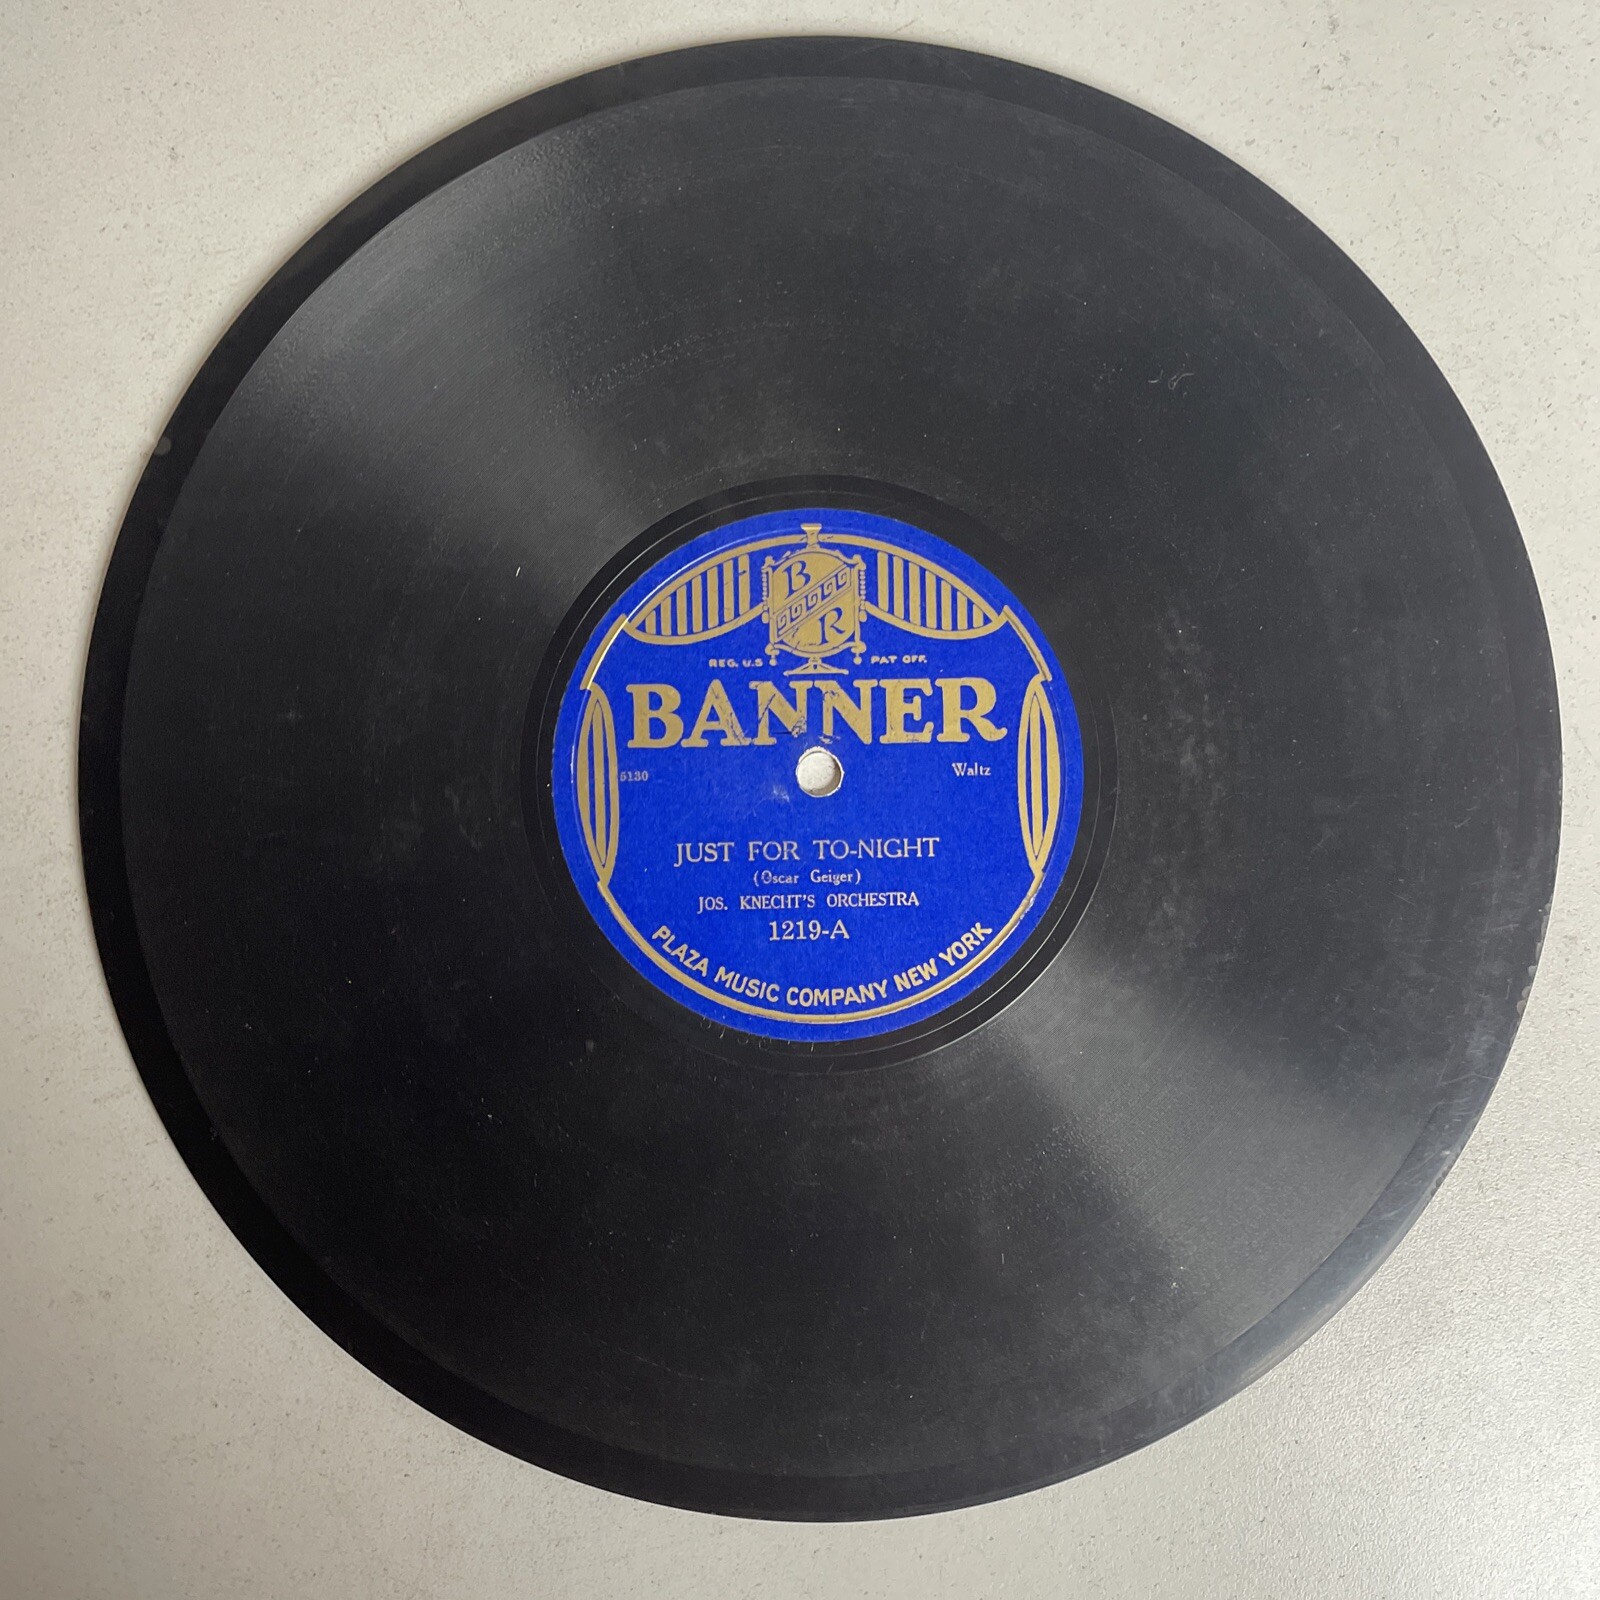 B
R
REG. U.S PAT OFF.
BANNER
5130 Waltz
JUST FOR TO-NIGHT
(Oscar Geiger)
JOS. KNECHT'S ORCHESTRA
1219-A
PLAZA MUSIC COMPANY NEW YORK